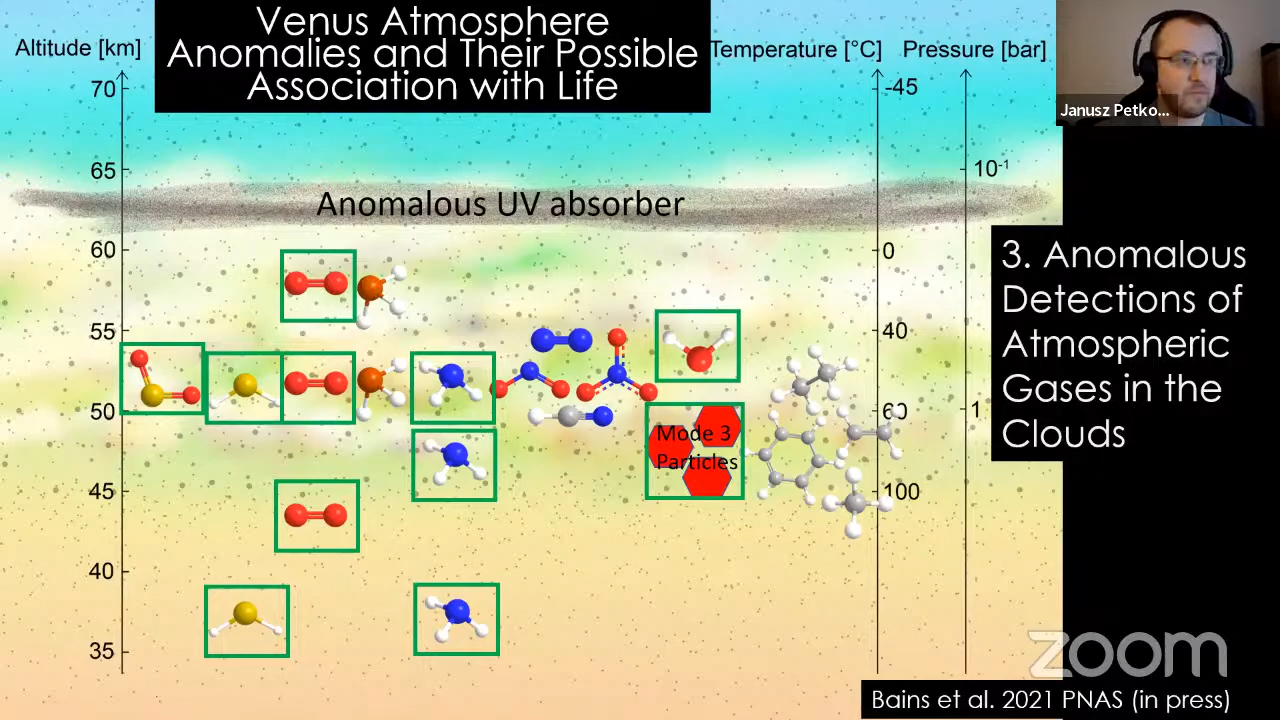 Venus Atmosphere
Anomalies and Their Possible
Association with Life
Altitude [km]
Temperature [°C]
Pressure [bar]
Janusz Petko...
70
-45
65
10-1
Anomalous UV absorber
60
0
3. Anomalous
Detections of
Atmospheric
Gases in the
Clouds
55
40
50
60
1
Mode 3
Particles
45
100
40
35
zoom
Bains et al. 2021 PNAS (in press)